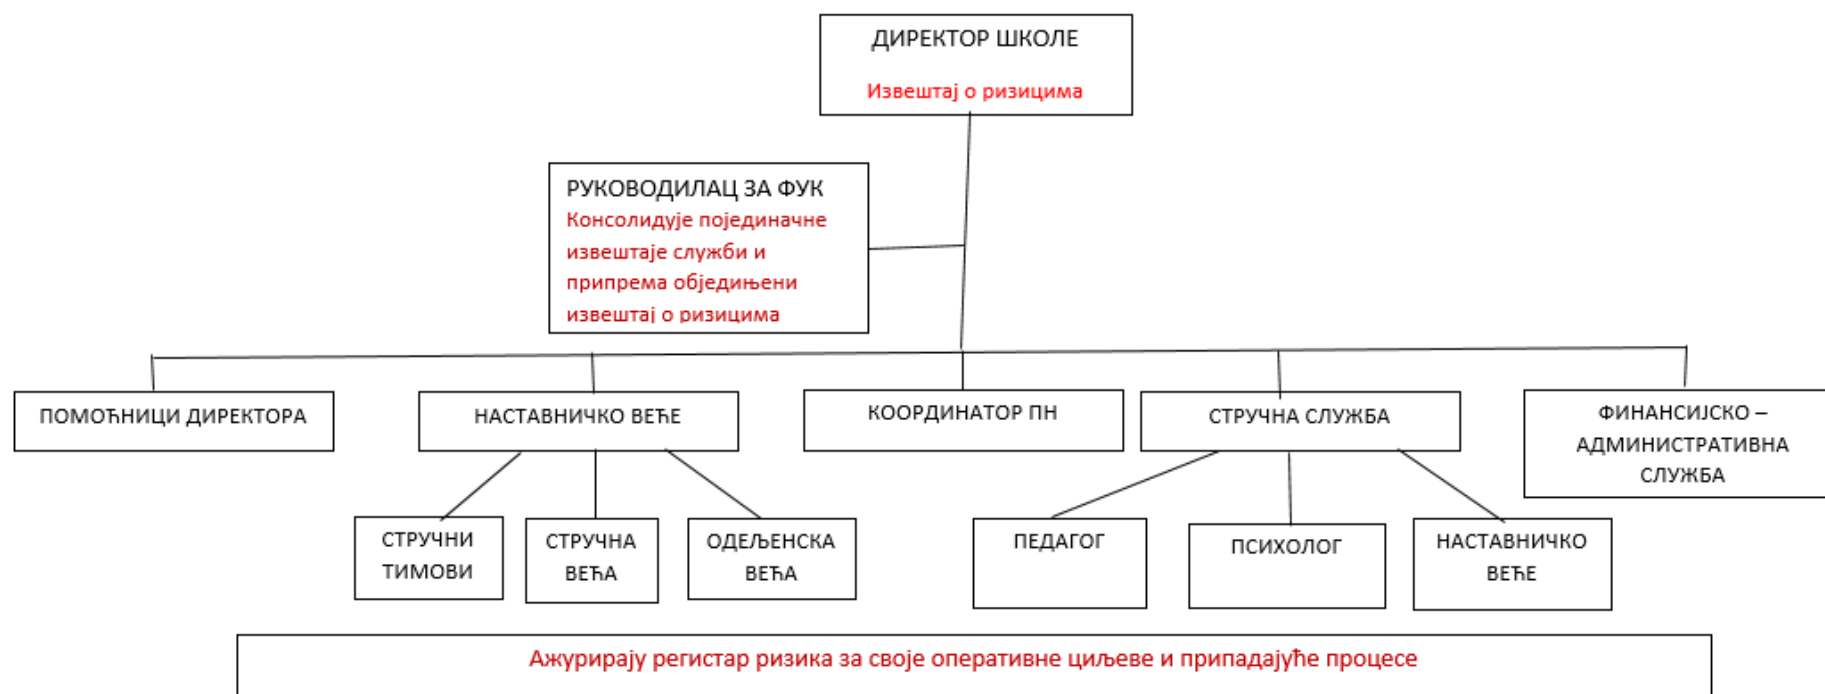 ДИРЕКТОР ШКОЛЕ
Извештај о ризицима
РУКОВОДИЛАЦ ЗА ФУК
Консолидује појединачне
извештаје служби и
припрема обједињени
извештај о ризицима
ПОМОЋНИЦИ ДИРЕКТОРА
НАСТАВНИЧКО ВЕЋЕ
КООРДИНАТОР ПН
СТРУЧНА СЛУЖБА
ФИНАНСИЈСКО –
АДМИНИСТРАТИВНА
СЛУЖБА
СТРУЧНИ
ТИМОВИ
СТРУЧНА
ВЕЋА
ОДЕЉЕНСКА
ВЕЋА
ПЕДАГОГ
ПСИХОЛОГ
НАСТАВНИЧКО
ВЕЋЕ
Ажурирају регистар ризика за своје оперативне циљеве и припадајуће процесе